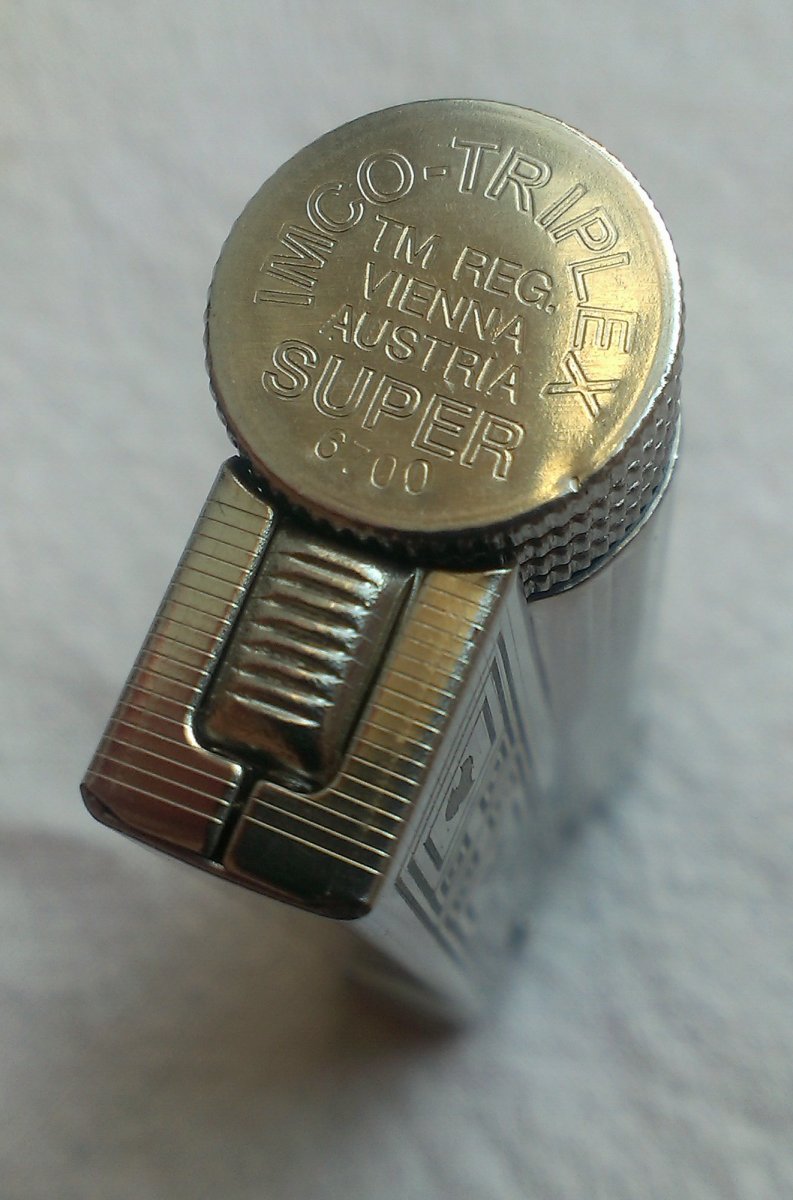 IMCO-TRIPLEX
TM REG.
VIENNA
AUSTRIA
SUPER
6700